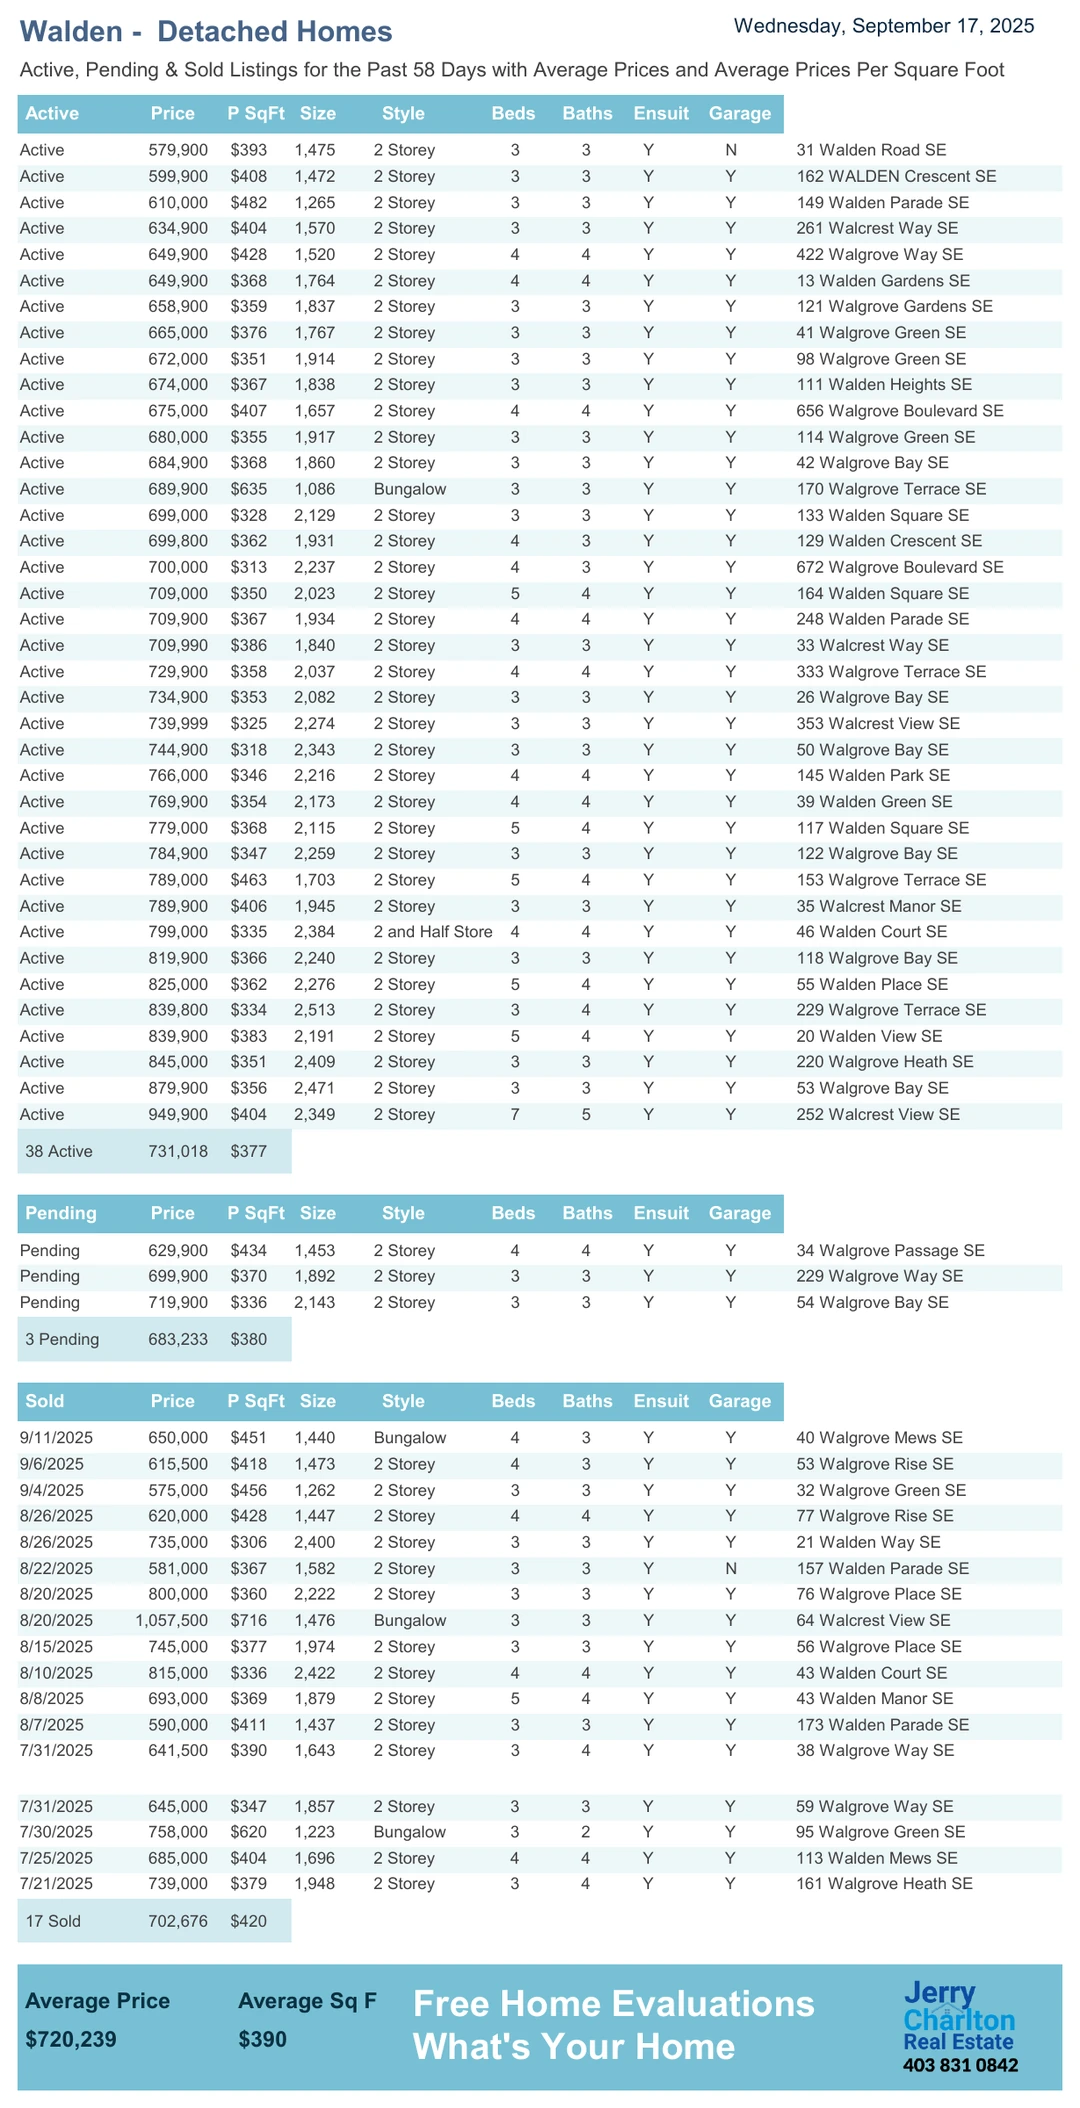 Walden -  Detached Homes
Wednesday, September 17, 2025
Active, Pending & Sold Listings for the Past 58 Days with Average Prices and Average Prices Per Square Foot
Active Price P SqFt Size Style Beds Baths Ensuit Garage
Active 579,900 $393 1,475 2 Storey 3 3 Y N 31 Walden Road SE
Active 599,900 $408 1,472 2 Storey 3 3 Y Y 162 WALDEN Crescent SE
Active 610,000 $482 1,265 2 Storey 3 3 Y Y 149 Walden Parade SE
Active 634,900 $404 1,570 2 Storey 3 3 Y Y 261 Walcrest Way SE
Active 649,900 $428 1,520 2 Storey 4 4 Y Y 422 Walgrove Way SE
Active 649,900 $368 1,764 2 Storey 4 4 Y Y 13 Walden Gardens SE
Active 658,900 $359 1,837 2 Storey 3 3 Y Y 121 Walgrove Gardens SE
Active 665,000 $376 1,767 2 Storey 3 3 Y Y 41 Walgrove Green SE
Active 672,000 $351 1,914 2 Storey 3 3 Y Y 98 Walgrove Green SE
Active 674,000 $367 1,838 2 Storey 3 3 Y Y 111 Walden Heights SE
Active 675,000 $407 1,657 2 Storey 4 4 Y Y 656 Walgrove Boulevard SE
Active 680,000 $355 1,917 2 Storey 3 3 Y Y 114 Walgrove Green SE
Active 684,900 $368 1,860 2 Storey 3 3 Y Y 42 Walgrove Bay SE
Active 689,900 $635 1,086 Bungalow 3 3 Y Y 170 Walgrove Terrace SE
Active 699,000 $328 2,129 2 Storey 3 3 Y Y 133 Walden Square SE
Active 699,800 $362 1,931 2 Storey 4 3 Y Y 129 Walden Crescent SE
Active 700,000 $313 2,237 2 Storey 4 3 Y Y 672 Walgrove Boulevard SE
Active 709,000 $350 2,023 2 Storey 5 4 Y Y 164 Walden Square SE
Active 709,900 $367 1,934 2 Storey 4 4 Y Y 248 Walden Parade SE
Active 709,990 $386 1,840 2 Storey 3 3 Y Y 33 Walcrest Way SE
Active 729,900 $358 2,037 2 Storey 4 4 Y Y 333 Walgrove Terrace SE
Active 734,900 $353 2,082 2 Storey 3 3 Y Y 26 Walgrove Bay SE
Active 739,999 $325 2,274 2 Storey 3 3 Y Y 353 Walcrest View SE
Active 744,900 $318 2,343 2 Storey 3 3 Y Y 50 Walgrove Bay SE
Active 766,000 $346 2,216 2 Storey 4 4 Y Y 145 Walden Park SE
Active 769,900 $354 2,173 2 Storey 4 4 Y Y 39 Walden Green SE
Active 779,000 $368 2,115 2 Storey 5 4 Y Y 117 Walden Square SE
Active 784,900 $347 2,259 2 Storey 3 3 Y Y 122 Walgrove Bay SE
Active 789,000 $463 1,703 2 Storey 5 4 Y Y 153 Walgrove Terrace SE
Active 789,900 $406 1,945 2 Storey 3 3 Y Y 35 Walcrest Manor SE
Active 799,000 $335 2,384 2 and Half Store 4 4 Y Y 46 Walden Court SE
Active 819,900 $366 2,240 2 Storey 3 3 Y Y 118 Walgrove Bay SE
Active 825,000 $362 2,276 2 Storey 5 4 Y Y 55 Walden Place SE
Active 839,800 $334 2,513 2 Storey 3 4 Y Y 229 Walgrove Terrace SE
Active 839,900 $383 2,191 2 Storey 5 4 Y Y 20 Walden View SE
Active 845,000 $351 2,409 2 Storey 3 3 Y Y 220 Walgrove Heath SE
Active 879,900 $356 2,471 2 Storey 3 3 Y Y 53 Walgrove Bay SE
Active 949,900 $404 2,349 2 Storey 7 5 Y Y 252 Walcrest View SE
38 Active 731,018 $377
Pending Price P SqFt Size Style Beds Baths Ensuit Garage
Pending 629,900 $434 1,453 2 Storey 4 4 Y Y 34 Walgrove Passage SE
Pending 699,900 $370 1,892 2 Storey 3 3 Y Y 229 Walgrove Way SE
Pending 719,900 $336 2,143 2 Storey 3 3 Y Y 54 Walgrove Bay SE
3 Pending 683,233 $380
Sold Price P SqFt Size Style Beds Baths Ensuit Garage
9/11/2025 650,000 $451 1,440 Bungalow 4 3 Y Y 40 Walgrove Mews SE
9/6/2025 615,500 $418 1,473 2 Storey 4 3 Y Y 53 Walgrove Rise SE
9/4/2025 575,000 $456 1,262 2 Storey 3 3 Y Y 32 Walgrove Green SE
8/26/2025 620,000 $428 1,447 2 Storey 4 4 Y Y 77 Walgrove Rise SE
8/26/2025 735,000 $306 2,400 2 Storey 3 3 Y Y 21 Walden Way SE
8/22/2025 581,000 $367 1,582 2 Storey 3 3 Y N 157 Walden Parade SE
8/20/2025 800,000 $360 2,222 2 Storey 3 3 Y Y 76 Walgrove Place SE
8/20/2025 1,057,500 $716 1,476 Bungalow 3 3 Y Y 64 Walcrest View SE
8/15/2025 745,000 $377 1,974 2 Storey 3 3 Y Y 56 Walgrove Place SE
8/10/2025 815,000 $336 2,422 2 Storey 4 4 Y Y 43 Walden Court SE
8/8/2025 693,000 $369 1,879 2 Storey 5 4 Y Y 43 Walden Manor SE
8/7/2025 590,000 $411 1,437 2 Storey 3 3 Y Y 173 Walden Parade SE
7/31/2025 641,500 $390 1,643 2 Storey 3 4 Y Y 38 Walgrove Way SE
7/31/2025 645,000 $347 1,857 2 Storey 3 3 Y Y 59 Walgrove Way SE
7/30/2025 758,000 $620 1,223 Bungalow 3 2 Y Y 95 Walgrove Green SE
7/25/2025 685,000 $404 1,696 2 Storey 4 4 Y Y 113 Walden Mews SE
7/21/2025 739,000 $379 1,948 2 Storey 3 4 Y Y 161 Walgrove Heath SE
17 Sold 702,676 $420
Average Price Average Sq F
$720,239 $390
Free Home Evaluations
What's Your Home
Jerry
Charlton
Real Estate
403 831 0842